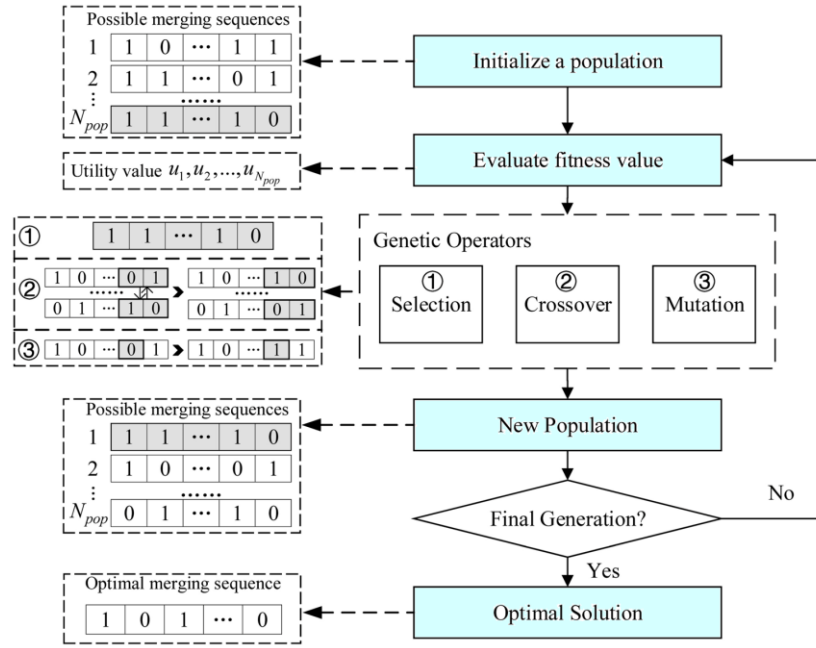 Possible merging sequences
1 1 0 ··· 1 1
2 1 1 ··· 0 1
⋮ ······
N_pop 1 1 ··· 1 0
Initialize a population
Utility value u_1,u_2,...,u_{N_pop}
Evaluate fitness value
① 1 1 ··· 1 0
② 1 0 ··· 0 1 > 1 0 ··· 1 0
······ ······
0 1 ··· 1 0 0 1 ··· 0 1
③ 1 0 ··· 0 1 > 1 0 ··· 1 1
Genetic Operators
① ② ③
Selection Crossover Mutation
Possible merging sequences
1 1 1 ··· 1 0
2 1 0 ··· 0 1
⋮ ······
N_pop 0 1 ··· 1 0
New Population
Final Generation?
No
Yes
Optimal merging sequence
1 0 1 ··· 0
Optimal Solution